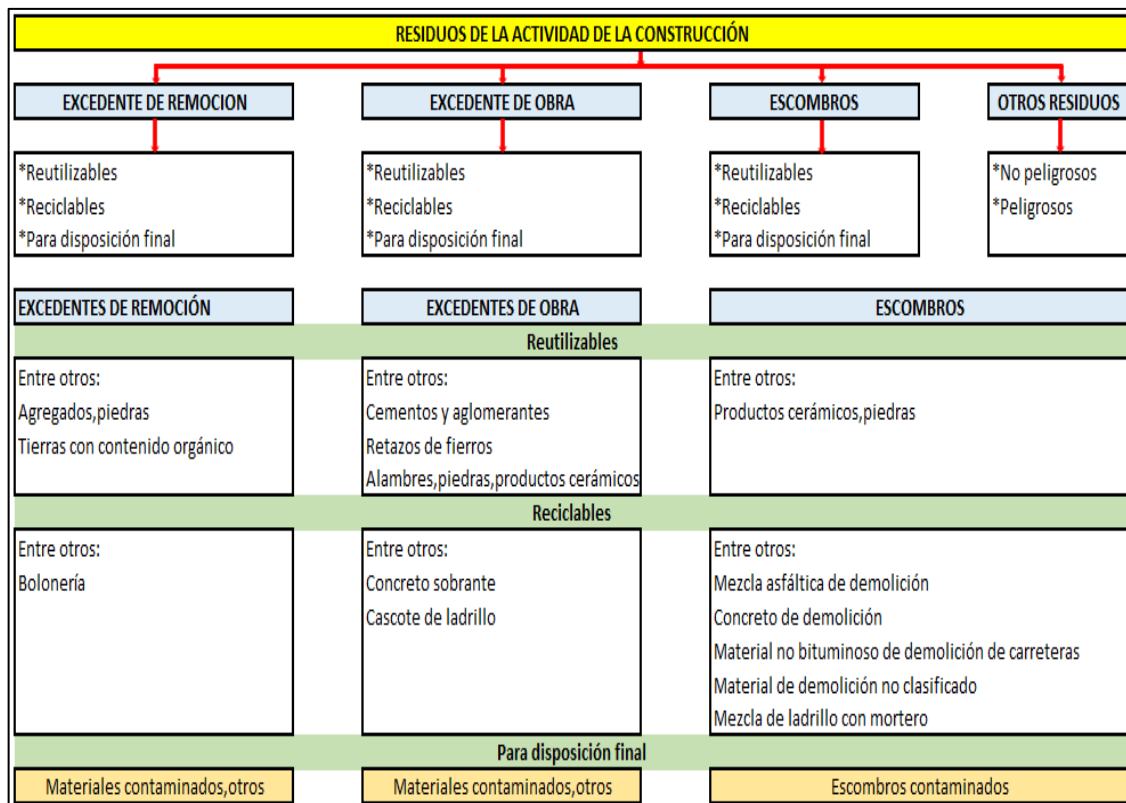 RESIDUOS DE LA ACTIVIDAD DE LA CONSTRUCCIÓN
EXCEDENTE DE REMOCION
EXCEDENTE DE OBRA
ESCOMBROS
OTROS RESIDUOS
*Reutilizables
*Reciclables
*Para disposición final
*Reutilizables
*Reciclables
*Para disposición final
*Reutilizables
*Reciclables
*Para disposición final
*No peligrosos
*Peligrosos
EXCEDENTES DE REMOCIÓN
EXCEDENTES DE OBRA
ESCOMBROS
Reutilizables
Entre otros:
Agregados,piedras
Tierras con contenido orgánico
Entre otros:
Cementos y aglomerantes
Retazos de fierros
Alambres,piedras,productos cerámicos
Entre otros:
Productos cerámicos,piedras
Reciclables
Entre otros:
Bolonería
Entre otros:
Concreto sobrante
Cascote de ladrillo
Entre otros:
Mezcla asfáltica de demolición
Concreto de demolición
Material no bituminoso de demolición de carreteras
Material de demolición no clasificado
Mezcla de ladrillo con mortero
Para disposición final
Materiales contaminados,otros
Materiales contaminados,otros
Escombros contaminados